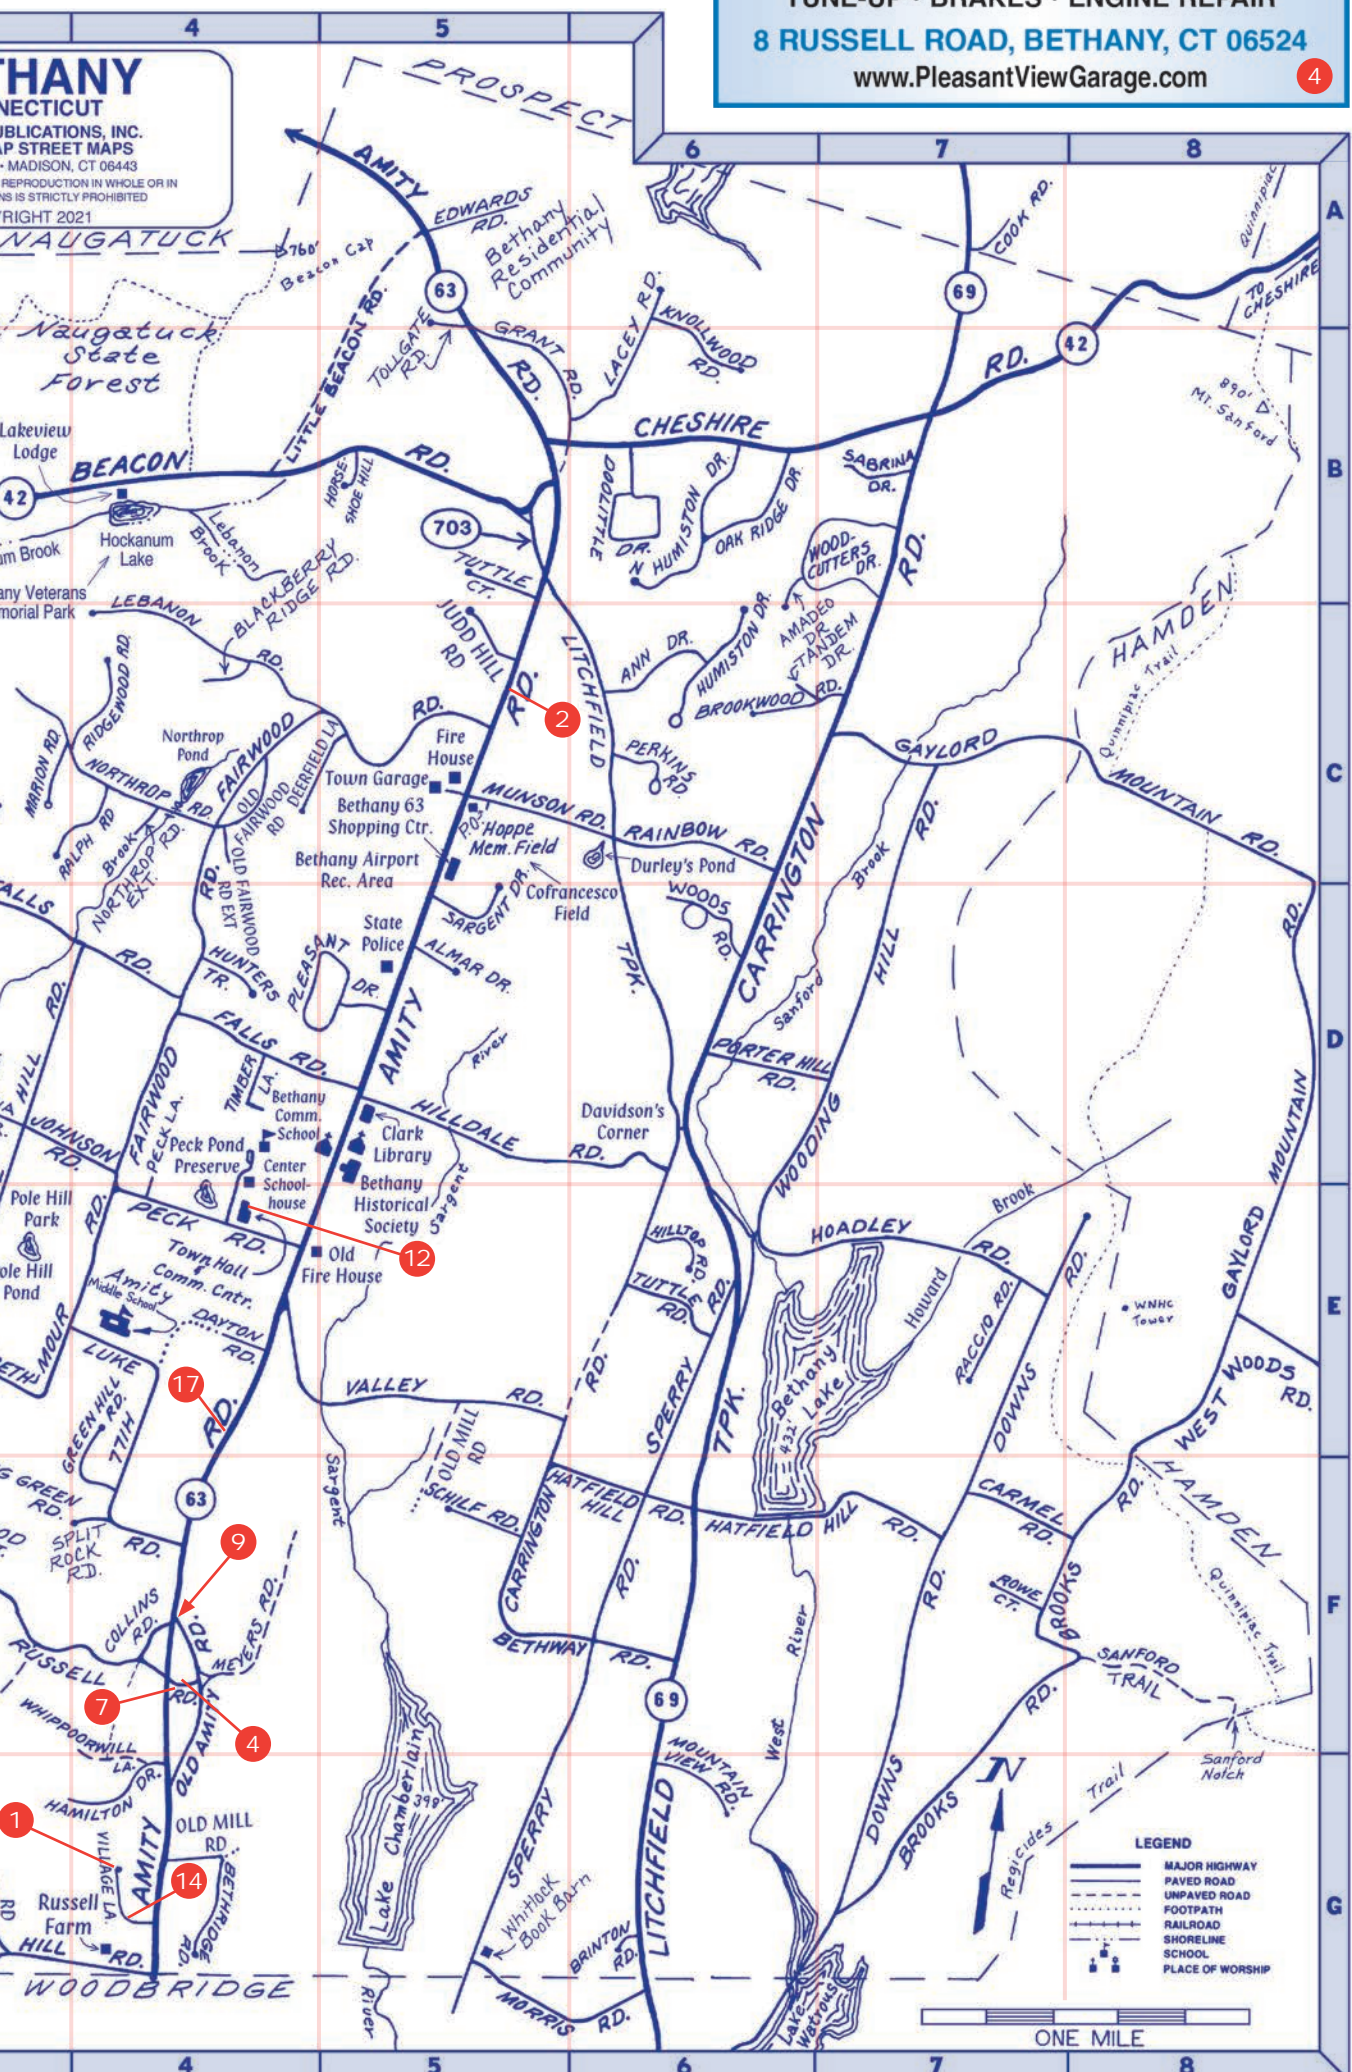 TUNE-UP • BRAKES • ENGINE REPAIR
8 RUSSELL ROAD, BETHANY, CT 06524
www.PleasantViewGarage.com
4
4
5
6
7
8
THANY
NECTICUT
UBLICATIONS, INC.
AP STREET MAPS
• MADISON, CT 06443
REPRODUCTION IN WHOLE OR IN
NS IS STRICTLY PROHIBITED
YRIGHT 2021
NAUGATUCK
PROSPECT
760'
Beacon Cap
AMITY
EDWARDS
RD.
Bethany
Residential
Community
63
COOK RD.
69
Quinnipiac
A
TO
CHESHIRE
Naugatuck
State
Forest
LITTLE BEACON RD.
TOLLGATE
RD.
GRANT
RD.
RD.
LACEY RD.
KNOLLWOOD
RD.
RD.
42
890'
Mt. Sanford
Lakeview
Lodge
BEACON
RD.
42
HORSE-
SHOE HILL
CHESHIRE
DOOLITTLE
DR.
N HUMISTON DR.
OAK RIDGE DR.
SABRINA
DR.
B
um Brook
Hockanum
Lake
Lebanon
Brook
703
TUTTLE
CT.
WOOD-
CUTTERS
DR.
RD.
any Veterans
morial Park
LEBANON
RD.
BLACKBERRY
RIDGE RD.
JUDD HILL
RD
LITCHFIELD
ANN DR.
HUMISTON DR.
AMADEO
DR
TANDEM
DR.
BROOKWOOD RD.
HAMDEN
Quinnipiac Trail
RIDGEWOOD RD.
MARION RD.
Northrop
Pond
FAIRWOOD
RD.
RD.
2
PERKINS
RD.
GAYLORD
MOUNTAIN
RD.
C
NORTHROP
RD.
RALPH RD
Brook
NORTHROP RD.
EXT.
OLD
FAIRWOOD
RD
DEERFIELD LA
Fire
House
Town Garage
Bethany 63
Shopping Ctr.
P.O.
MUNSON RD.
Hoppe
Mem. Field
RAINBOW
RD.
Durley's Pond
Bethany Airport
Rec. Area
Cofrancesco
Field
SARGENT DR.
WOODS
RD.
CARRINGTON
Brook
HILL
RD.
FALLS
RD.
RD.
OLD FAIRWOOD
RD EXT
HUNTERS
TR.
State
Police
PLEASANT
DR.
ALMAR DR.
TPK.
Sanford
RD.
RD.
FALLS
RD.
AMITY
River
PORTER HILL
RD.
D
HILL
JOHNSON
RD.
FAIRWOOD
PECK LA.
TIMBER
LA.
Bethany
Comm.
School
Clark
Library
HILLDALE
RD.
Davidson's
Corner
WOODING
MOUNTAIN
Peck Pond
Preserve
Center
School-
house
Bethany
Historical
Society
Sargent
Brook
Pole Hill
Park
ole Hill
Pond
RD.
PECK
RD.
Town Hall
Comm. Cntr.
Old
Fire House
12
HILLTOP RD.
TUTTLE
RD.
RD.
HOADLEY
RD.
GAYLORD
Amity
Middle School
DAYTON
RD.
Howard
RACCIO RD.
RD.
WNHC
Tower
E
SEYMOUR
LUKE
HILL
GREEN HILL
RD.
17
RD.
VALLEY
RD.
RD.
SPERRY
TPK.
Bethany Lake
432'
DOWNS
WEST WOODS
RD.
OLD MILL
RD
SCHILF RD.
Sargent
63
HATFIELD
HILL
RD.
HATFIELD HILL
RD.
CARMEL
RD.
RD.
HAMDEN
G GREEN
RD.
SPLIT
ROCK
RD.
RD.
9
CARRINGTON
RD.
BETHWAY
RD.
RD.
ROWE
CT.
BROOKS
Quinnipiac Trail
F
COLLINS
RD.
RD.
MEYERS RD.
RUSSELL
RD.
7
4
River
SANFORD
TRAIL
69
WHIPPOORWILL
LA.
OLD AMITY
HAMILTON
DR.
MOUNTAIN
VIEW RD.
West
RD.
Sanford
Notch
Trail
N
1
VILLAGE LA.
AMITY
OLD MILL
RD
BETHRIDGE
RD.
14
Lake Chamberlain
398'
SPERRY
Whitlock
Book Barn
LITCHFIELD
BRINTON
RD.
DOWNS
BROOKS
Regicides
LEGEND
MAJOR HIGHWAY
PAVED ROAD
UNPAVED ROAD
FOOTPATH
RAILROAD
SHORELINE
SCHOOL
PLACE OF WORSHIP
G
RD
Russell
Farm
HILL
RD.
WOODBRIDGE
River
MORRIS
RD.
Lake
Watrous
ONE MILE
4
5
6
7
8